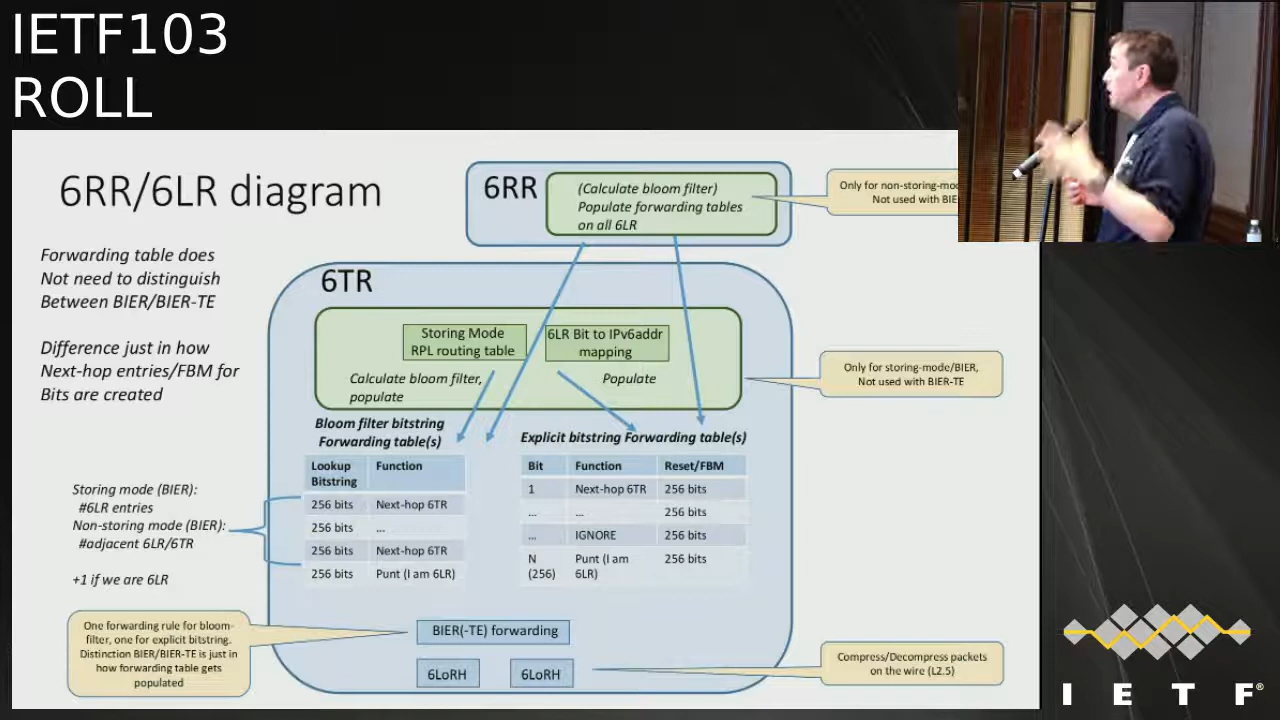 IETF103
ROLL
6RR/6LR diagram
6RR
(Calculate bloom filter)
Populate forwarding tables
on all 6LR
Only for
Not used with
Forwarding table does
Not need to distinguish
Between BIER/BIER-TE
Difference just in how
Next-hop entries/FBM for
Bits are created
6TR
Storing Mode
RPL routing table
6LR Bit to IPv6addr
mapping
Calculate bloom filter,
populate
Populate
Only for storing-mode/BIER,
Not used with BIER-TE
Bloom filter bitstring
Forwarding table(s)
Explicit bitstring Forwarding table(s)
Lookup Function
Bitstring
256 bits Next-hop 6TR
256 bits ...
256 bits Next-hop 6TR
256 bits Punt (I am 6LR)
Bit Function Reset/FBM
1 Next-hop 6TR 256 bits
... ... 256 bits
... IGNORE 256 bits
N Punt (I am 256 bits
(256) 6LR)
Storing mode (BIER):
#6LR entries
Non-storing mode (BIER):
#adjacent 6LR/6TR
+1 if we are 6LR
One forwarding rule for bloom-
filter, one for explicit bitstring.
Distinction BIER/BIER-TE is just in
how forwarding table gets
populated
BIER(-TE) forwarding
6LoRH 6LoRH
Compress/Decompress packets
on the wire (L2.5)
I E T F®